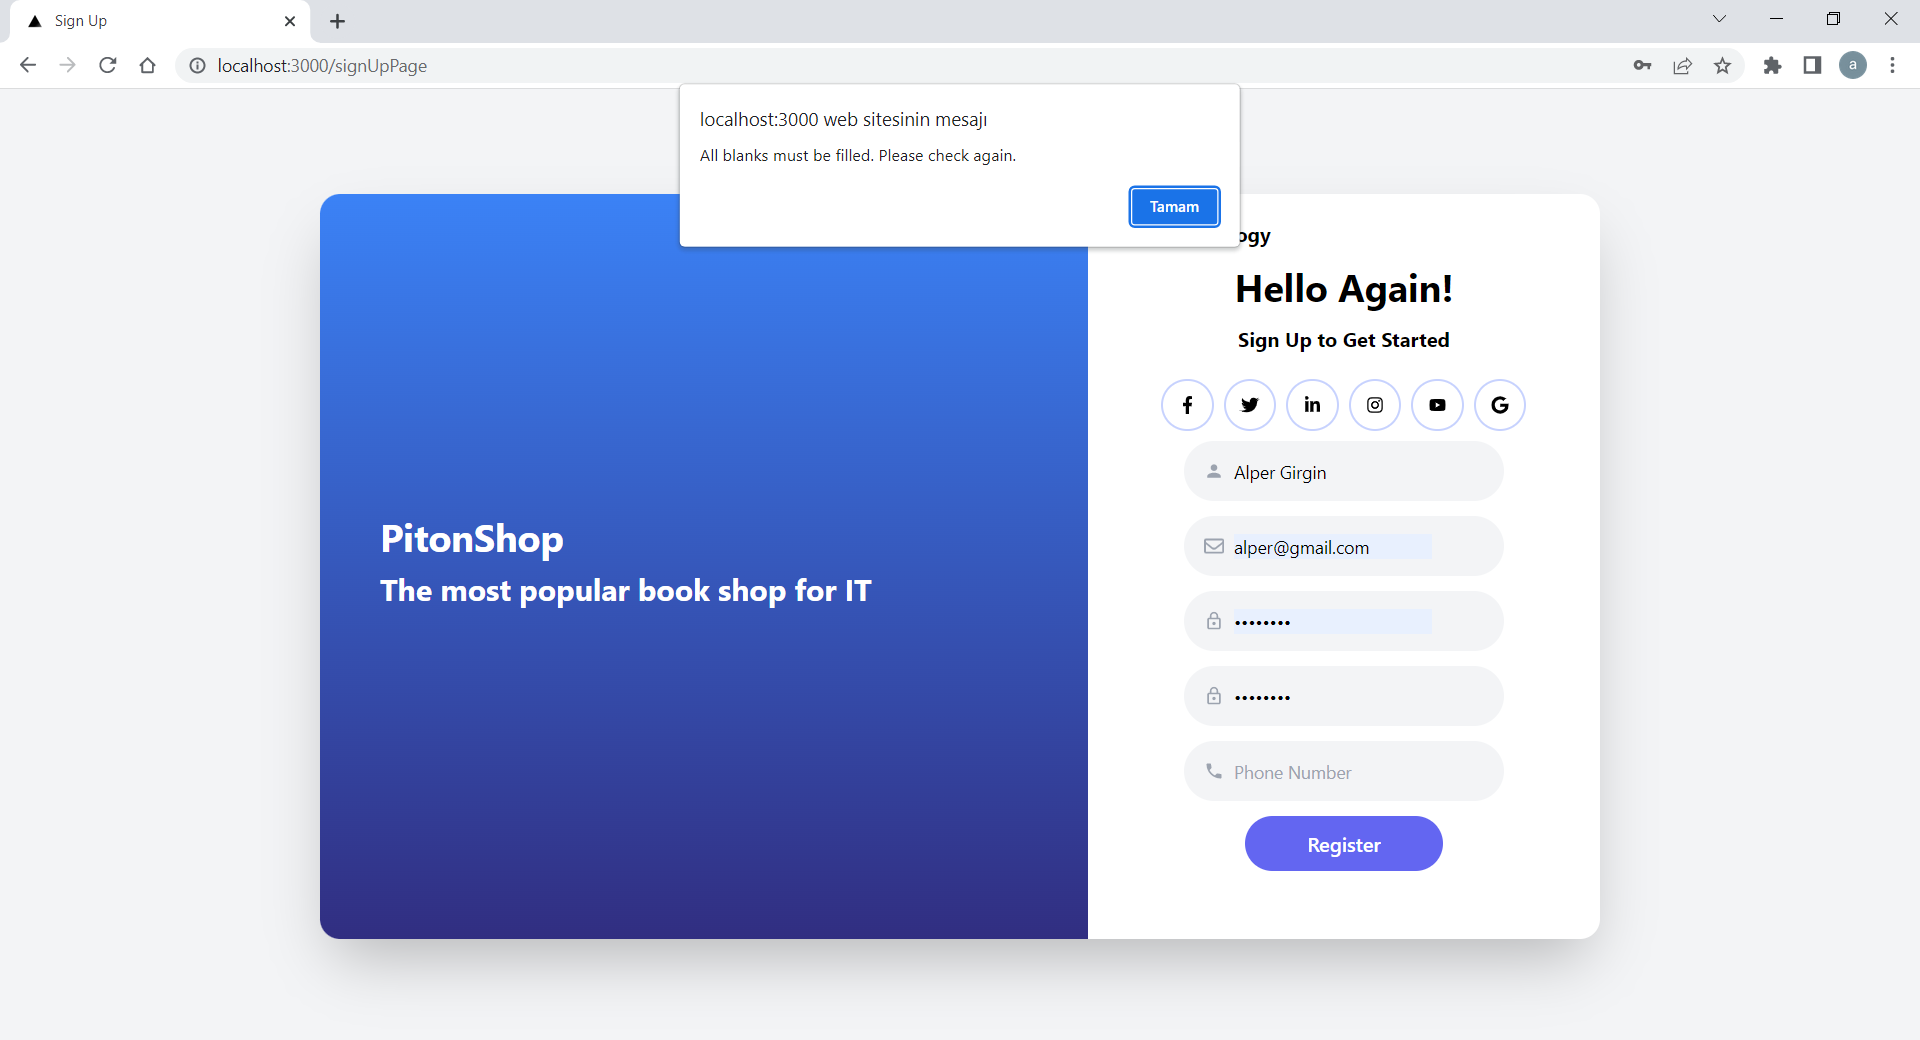 Sign Up
localhost:3000/signUpPage
a
localhost:3000 web sitesinin mesajı
All blanks must be filled. Please check again.
Tamam
ogy
Hello Again!
Sign Up to Get Started
Alper Girgin
alper@gmail.com
••••••••
••••••••
Phone Number
Register
PitonShop
The most popular book shop for IT